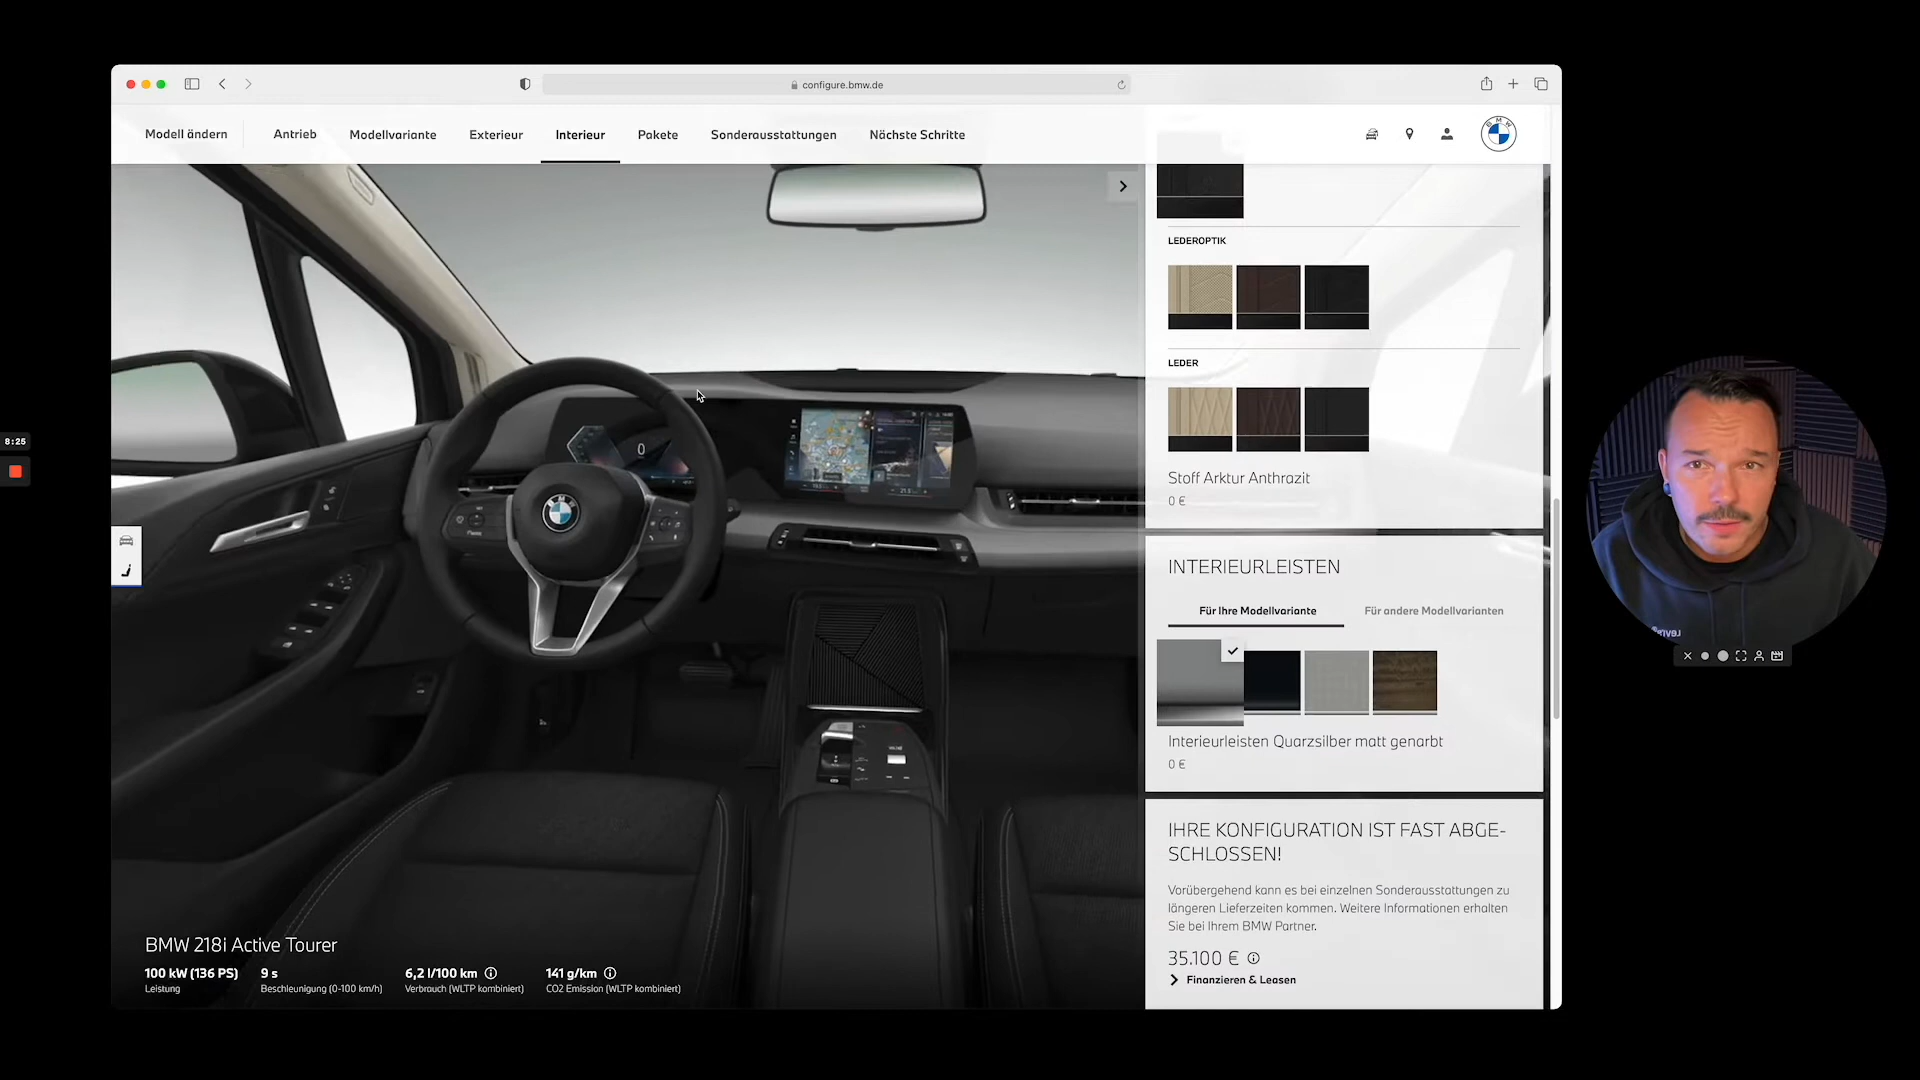 configure.bmw.de
Modell ändern
Antrieb
Modellvariante
Exterieur
Interieur
Pakete
Sonderausstattungen
Nächste Schritte
BMW
LEDEROPTIK
LEDER
Stoff Arktur Anthrazit
0 €
8:25
0
INTERIEURLEISTEN
Für Ihre Modellvariante
Für andere Modellvarianten
Interieurleisten Quarzsilber matt genarbt
0 €
IHRE KONFIGURATION IST FAST ABGE-
SCHLOSSEN!
Vorübergehend kann es bei einzelnen Sonderausstattungen zu
längeren Lieferzeiten kommen. Weitere Informationen erhalten
Sie bei Ihrem BMW Partner.
35.100 €
Finanzieren & Leasen
BMW 218i Active Tourer
100 kW (136 PS)
Leistung
9 s
Beschleunigung (0-100 km/h)
6,2 l/100 km
Verbrauch (WLTP kombiniert)
141 g/km
CO2 Emission (WLTP kombiniert)